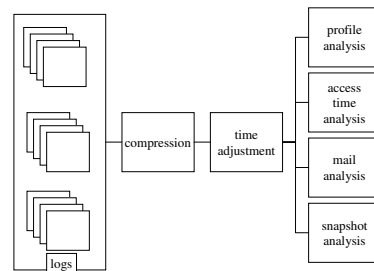 logs
compression
time
adjustment
profile
analysis
access
time
analysis
mail
analysis
snapshot
analysis